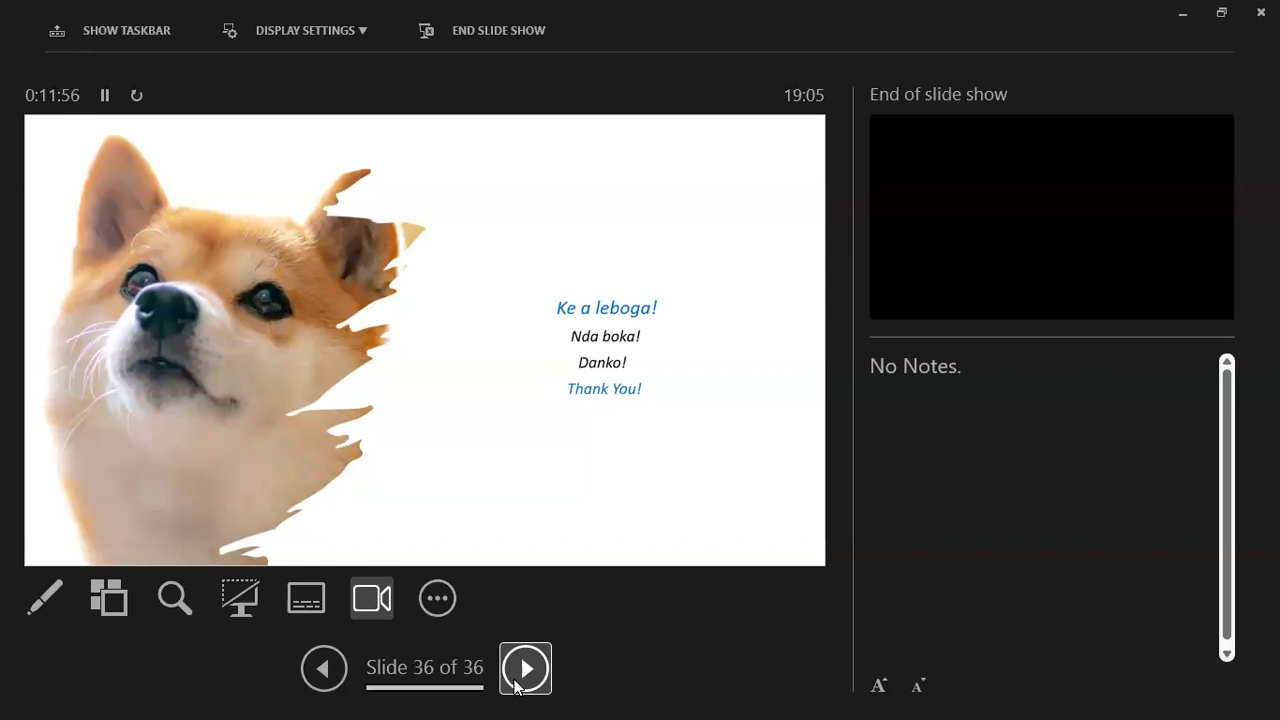 SHOW TASKBAR
DISPLAY SETTINGS ▼
END SLIDE SHOW
0:11:56
19:05
End of slide show
Ke a leboga!
Nda boka!
Danko!
Thank You!
No Notes.
Slide 36 of 36
A
A